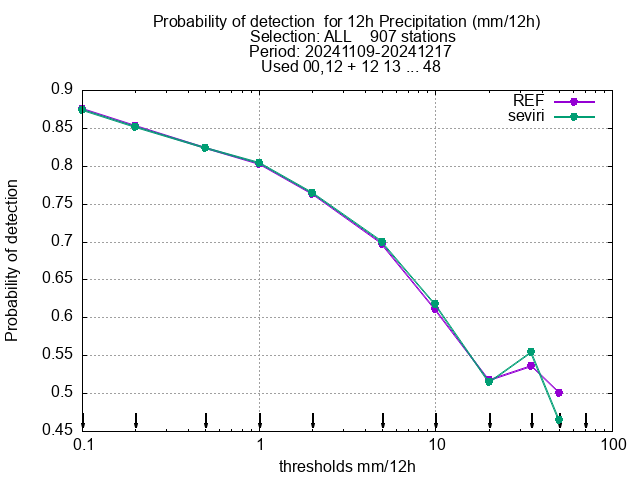 Probability of detection  for 12h Precipitation (mm/12h)
Selection: ALL    907 stations
Period: 20241109-20241217
Used 00,12 + 12 13 ... 48
REF
seviri
Probability of detection
0.9
0.85
0.8
0.75
0.7
0.65
0.6
0.55
0.5
0.45
0.1 1 10 100
thresholds mm/12h